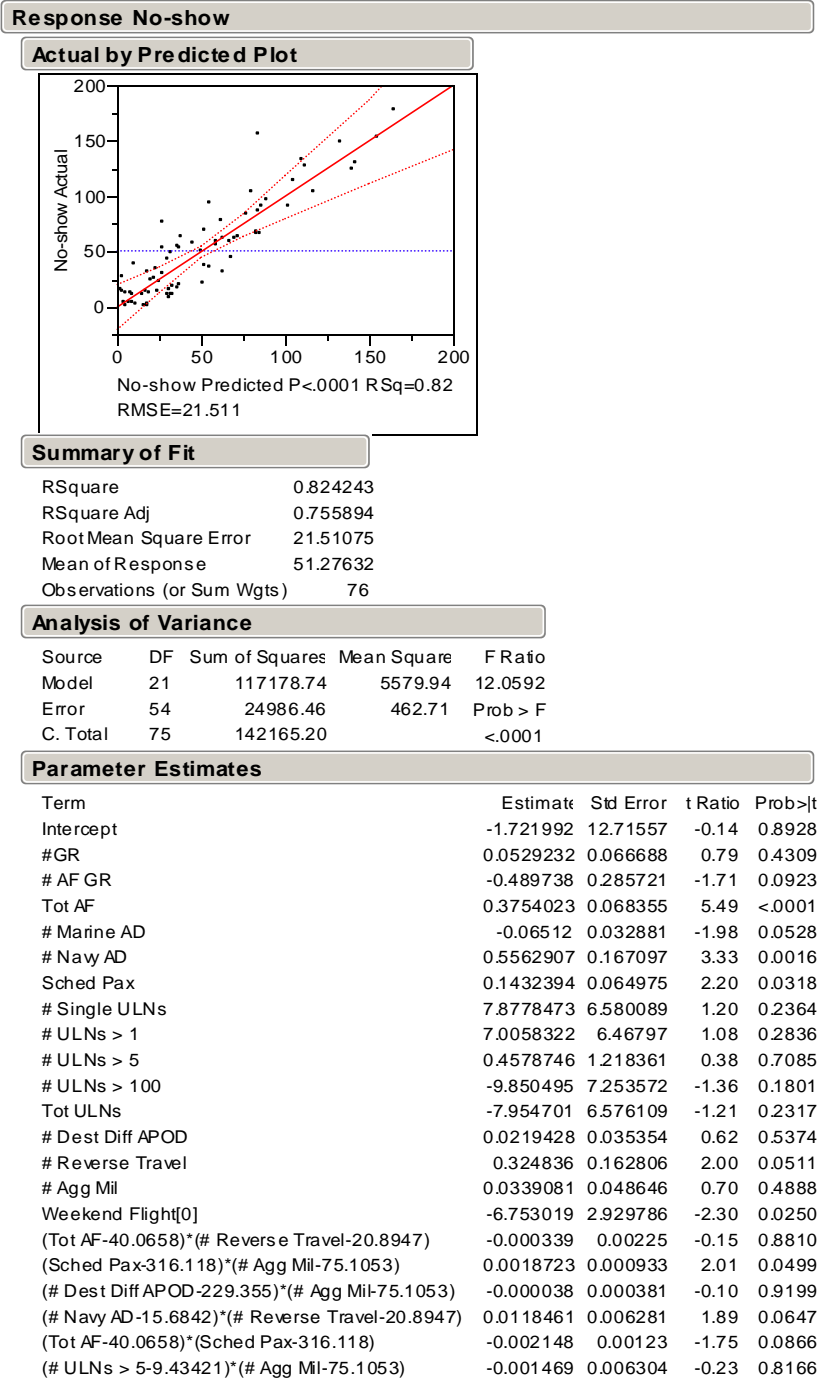 Response No-show
Actual by Predicted Plot
200
150
100
50
0
No-show Actual
0 50 100 150 200
No-show Predicted P<.0001 RSq=0.82
RMSE=21.511
Summary of Fit
RSquare 0.824243
RSquare Adj 0.755894
Root Mean Square Error 21.51075
Mean of Response 51.27632
Observations (or Sum Wgts) 76
Analysis of Variance
Source DF Sum of Squares Mean Square F Ratio
Model 21 117178.74 5579.94 12.0592
Error 54 24986.46 462.71 Prob > F
C. Total 75 142165.20 <.0001
Parameter Estimates
Term Estimate Std Error t Ratio Prob>|t
Intercept -1.721992 12.71557 -0.14 0.8928
#GR 0.0529232 0.066688 0.79 0.4309
# AF GR -0.489738 0.285721 -1.71 0.0923
Tot AF 0.3754023 0.068355 5.49 <.0001
# Marine AD -0.06512 0.032881 -1.98 0.0528
# Navy AD 0.5562907 0.167097 3.33 0.0016
Sched Pax 0.1432394 0.064975 2.20 0.0318
# Single ULNs 7.8778473 6.580089 1.20 0.2364
# ULNs > 1 7.0058322 6.46797 1.08 0.2836
# ULNs > 5 0.4578746 1.218361 0.38 0.7085
# ULNs > 100 -9.850495 7.253572 -1.36 0.1801
Tot ULNs -7.954701 6.576109 -1.21 0.2317
# Dest Diff APOD 0.0219428 0.035354 0.62 0.5374
# Reverse Travel 0.324836 0.162806 2.00 0.0511
# Agg Mil 0.0339081 0.048646 0.70 0.4888
Weekend Flight[0] -6.753019 2.929786 -2.30 0.0250
(Tot AF-40.0658)*(# Reverse Travel-20.8947) -0.000339 0.00225 -0.15 0.8810
(Sched Pax-316.118)*(# Agg Mil-75.1053) 0.0018723 0.000933 2.01 0.0499
(# Dest Diff APOD-229.355)*(# Agg Mil-75.1053) -0.000038 0.000381 -0.10 0.9199
(# Navy AD-15.6842)*(# Reverse Travel-20.8947) 0.0118461 0.006281 1.89 0.0647
(Tot AF-40.0658)*(Sched Pax-316.118) -0.002148 0.00123 -1.75 0.0866
(# ULNs > 5-9.43421)*(# Agg Mil-75.1053) -0.001469 0.006304 -0.23 0.8166